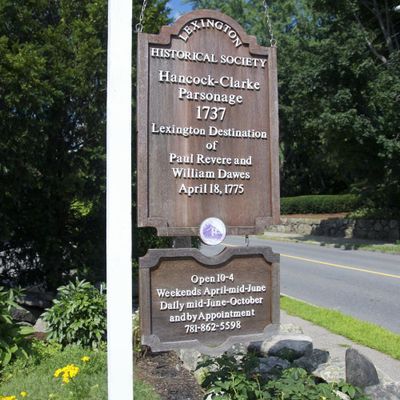 LEXINGTON
HISTORICAL SOCIETY
Hancock-Clarke
Parsonage
1737
Lexington Destination
of
Paul Revere and
William Dawes
April 18, 1775
Open 10-4
Weekends April-mid-June
Daily mid-June-October
and by Appointment
781-862-5598